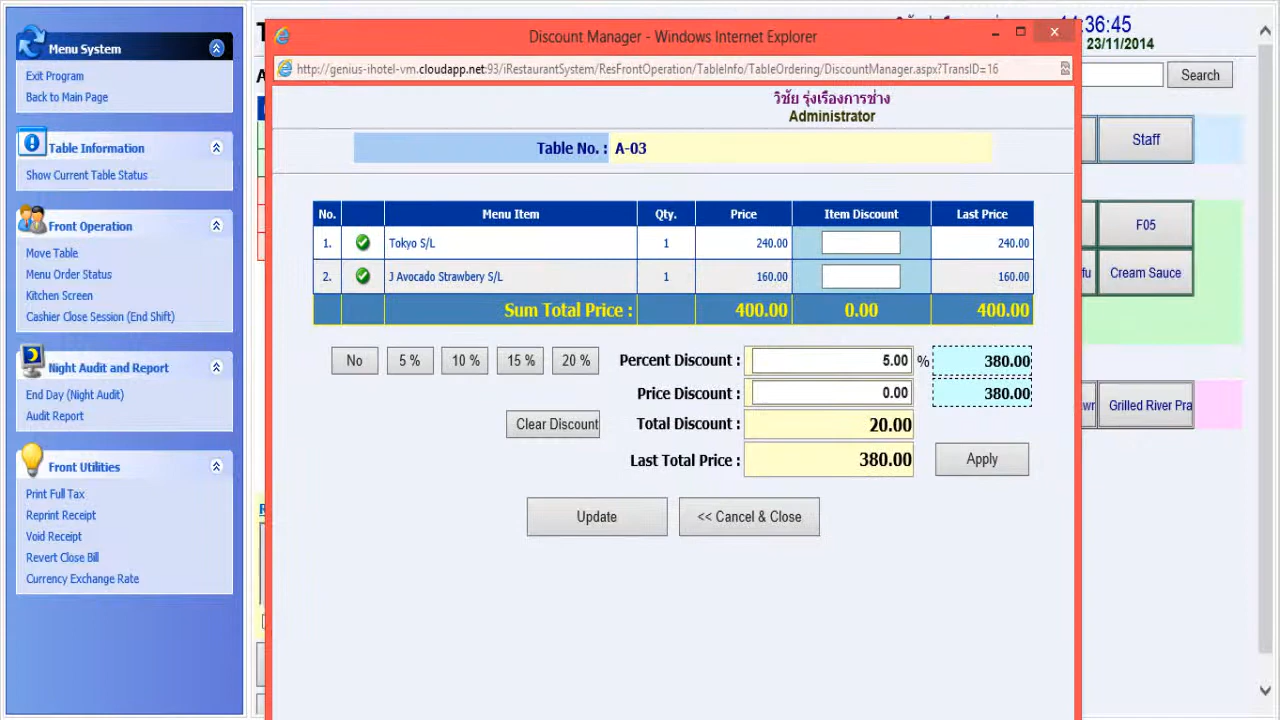 Menu System
Exit Program
Back to Main Page
Table Information
Show Current Table Status
Front Operation
Move Table
Menu Order Status
Kitchen Screen
Cashier Close Session (End Shift)
Night Audit and Report
End Day (Night Audit)
Audit Report
Front Utilities
Print Full Tax
Reprint Receipt
Void Receipt
Revert Close Bill
Currency Exchange Rate
Discount Manager - Windows Internet Explorer
http://genius-ihotel-vm.cloudapp.net:93/iRestaurantSystem/ResFrontOperation/TableInfo/TableOrdering/DiscountManager.aspx?TransID=16
วิชัย รุ่งเรืองการช่าง
Administrator
Table No. : A-03
No. Menu Item Qty. Price Item Discount Last Price
1. Tokyo S/L 1 240.00 240.00
2. J Avocado Strawbery S/L 1 160.00 160.00
Sum Total Price : 400.00 0.00 400.00
No 5 % 10 % 15 % 20 % Percent Discount : 5.00 % 380.00
Price Discount : 0.00 380.00
Clear Discount Total Discount : 20.00
Last Total Price : 380.00 Apply
Update << Cancel & Close
:36:45
23/11/2014
Search
Staff
F05
Cream Sauce
Grilled River Pra